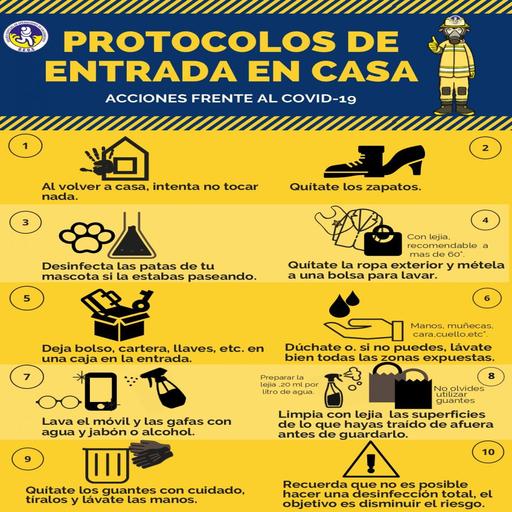 PROTOCOLOS DE
ENTRADA EN CASA
ACCIONES FRENTE AL COVID-19
1
Al volver a casa, intenta no tocar
nada.
2
Quítate los zapatos.
3
Desinfecta las patas de tu
mascota si la estabas paseando.
4
Con lejia,
recomendable a
mas de 60°.
Quítate la ropa exterior y métela
a una bolsa para lavar.
5
Deja bolso, cartera, llaves, etc. en
una caja en la entrada.
6
Manos, muñecas,
cara,cuello,etc".
Dúchate o. si no puedes, lávate
bien todas las zonas expuestas.
7
Lava el móvil y las gafas con
agua y jabón o alcohol.
8
Preparar la
lejia .20 ml por
litro de agua.
No olvides
utilizar
guantes
Limpia con lejia las superficies
de lo que hayas traído de afuera
antes de guardarlo.
9
Quítate los guantes con cuidado,
tíralos y lávate las manos.
10
Recuerda que no es posible
hacer una desinfección total, el
objetivo es disminuir el riesgo.